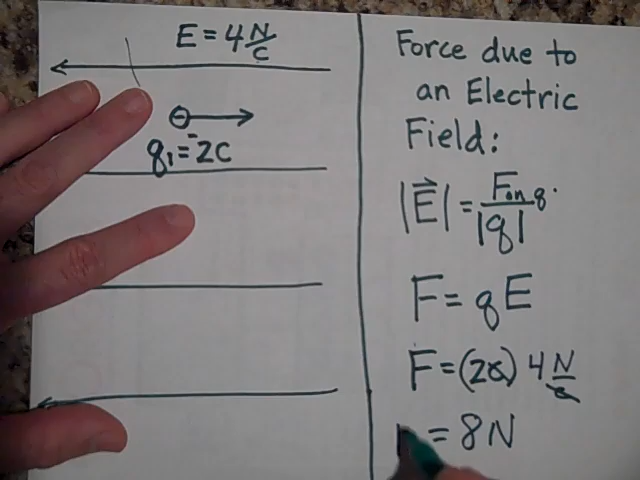 E = 4 N/C
q₁ = -2C
Force due to
an Electric
Field:
|E⃗| = F on q / |q|
F = qE
F = (2C) 4 N/C
= 8N